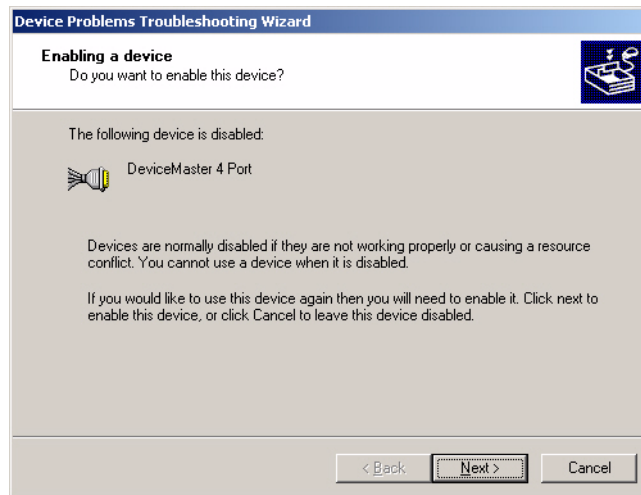 Device Problems Troubleshooting Wizard
Enabling a device
Do you want to enable this device?
The following device is disabled:
DeviceMaster 4 Port
Devices are normally disabled if they are not working properly or causing a resource
conflict. You cannot use a device when it is disabled.
If you would like to use this device again then you will need to enable it. Click next to
enable this device, or click Cancel to leave this device disabled.
< Back
Next >
Cancel